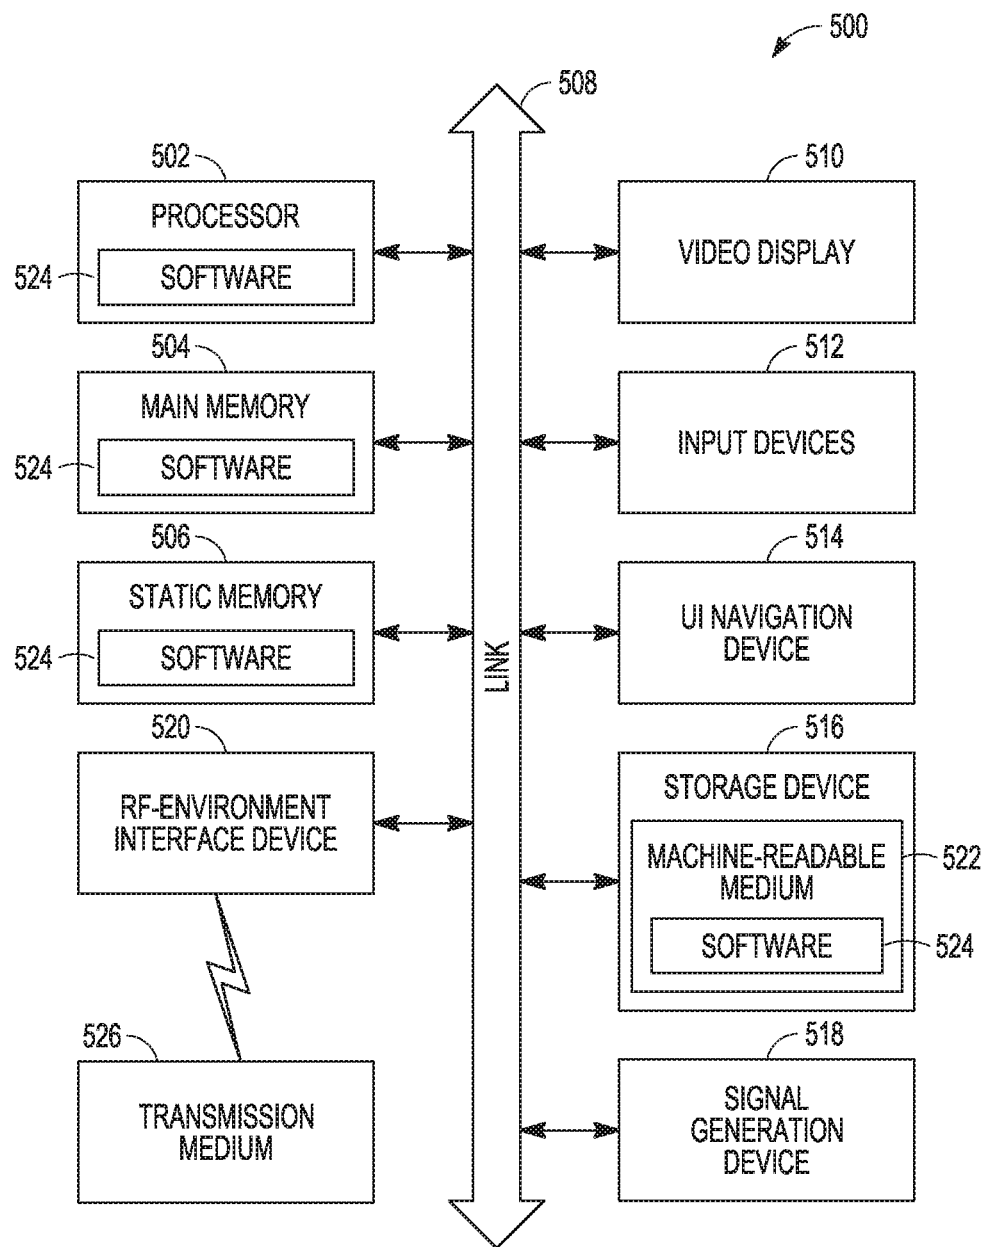 500
508
502
PROCESSOR
524
SOFTWARE
504
MAIN MEMORY
524
SOFTWARE
506
STATIC MEMORY
524
SOFTWARE
520
RF-ENVIRONMENT
INTERFACE DEVICE
526
TRANSMISSION
MEDIUM
LINK
510
VIDEO DISPLAY
512
INPUT DEVICES
514
UI NAVIGATION
DEVICE
516
STORAGE DEVICE
MACHINE-READABLE
MEDIUM
522
SOFTWARE
524
518
SIGNAL
GENERATION
DEVICE